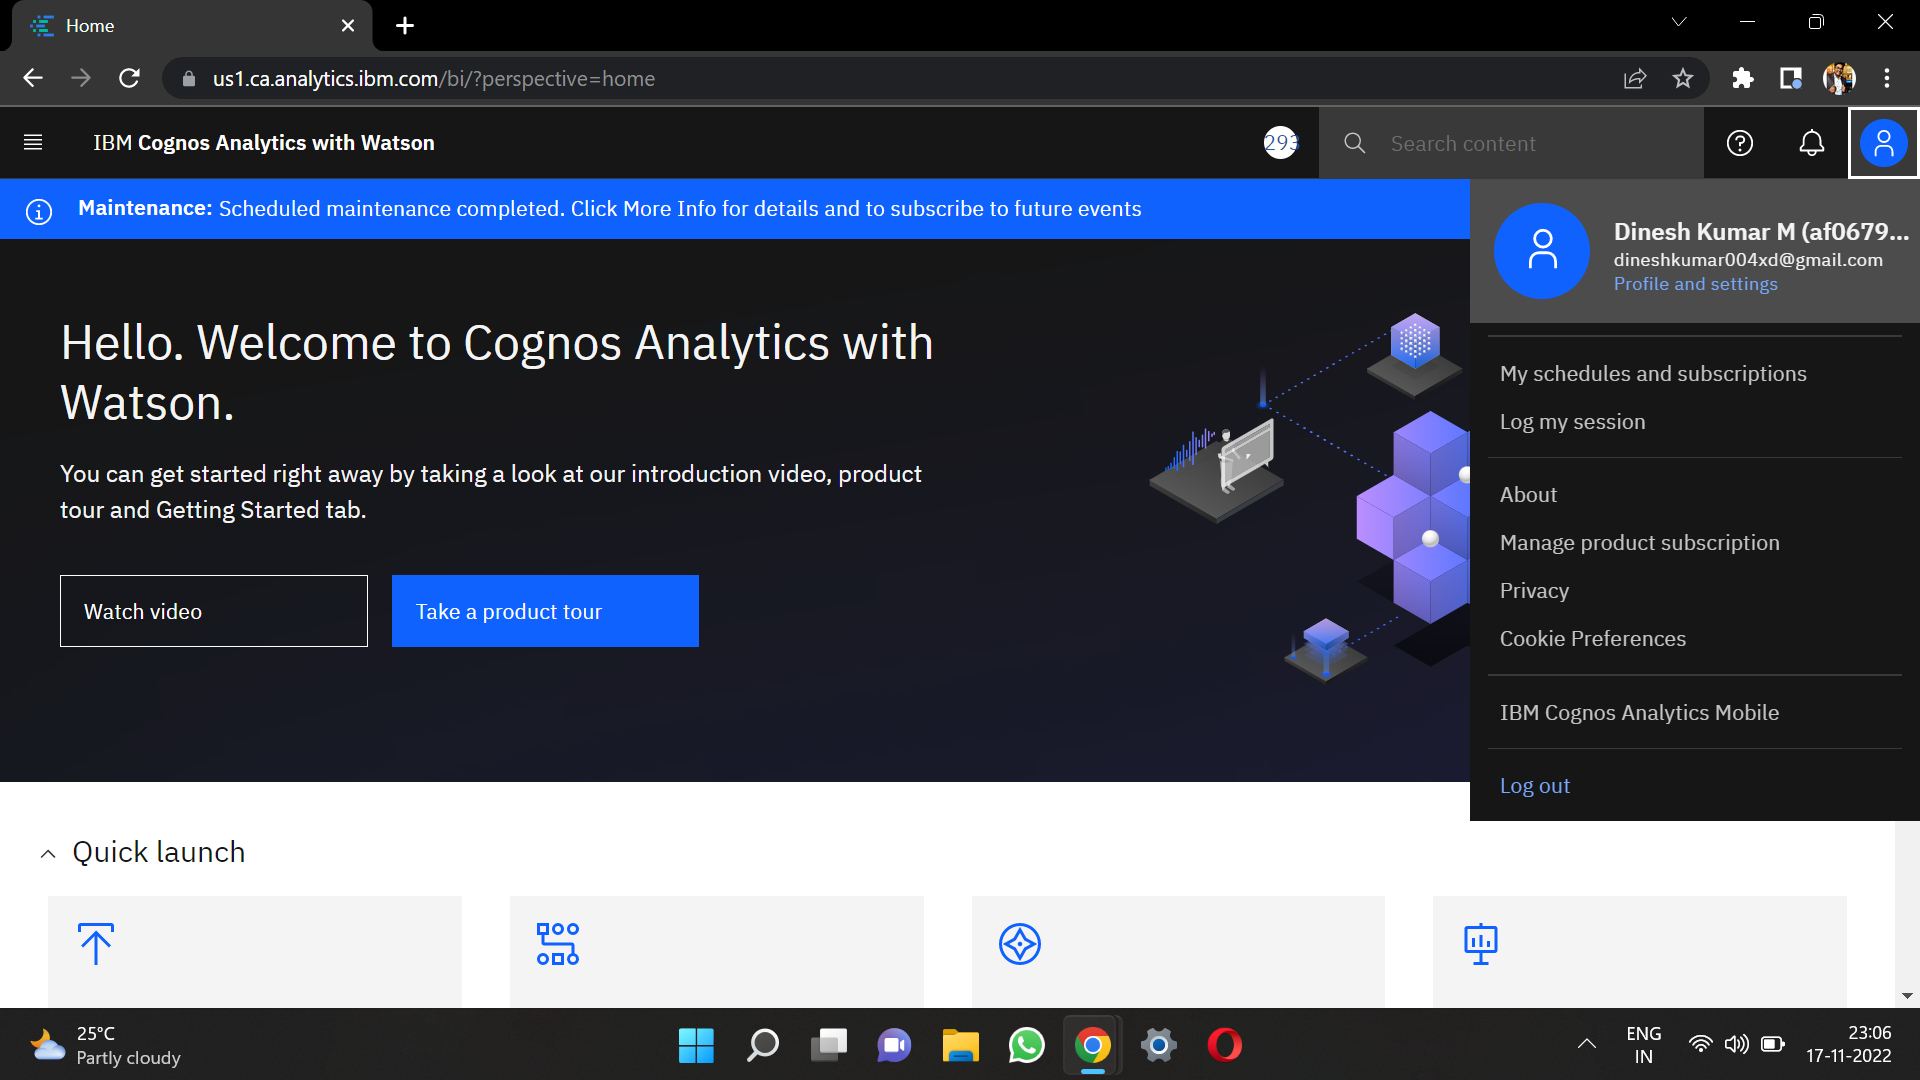 Home
us1.ca.analytics.ibm.com/bi/?perspective=home
IBM Cognos Analytics with Watson
293
Search content
Maintenance: Scheduled maintenance completed. Click More Info for details and to subscribe to future events
Dinesh Kumar M (af0679...
dineshkumar004xd@gmail.com
Profile and settings
My schedules and subscriptions
Log my session
About
Manage product subscription
Privacy
Cookie Preferences
IBM Cognos Analytics Mobile
Log out
Hello. Welcome to Cognos Analytics with
Watson.
You can get started right away by taking a look at our introduction video, product
tour and Getting Started tab.
Watch video
Take a product tour
Quick launch
25°C
Partly cloudy
ENG
IN
23:06
17-11-2022